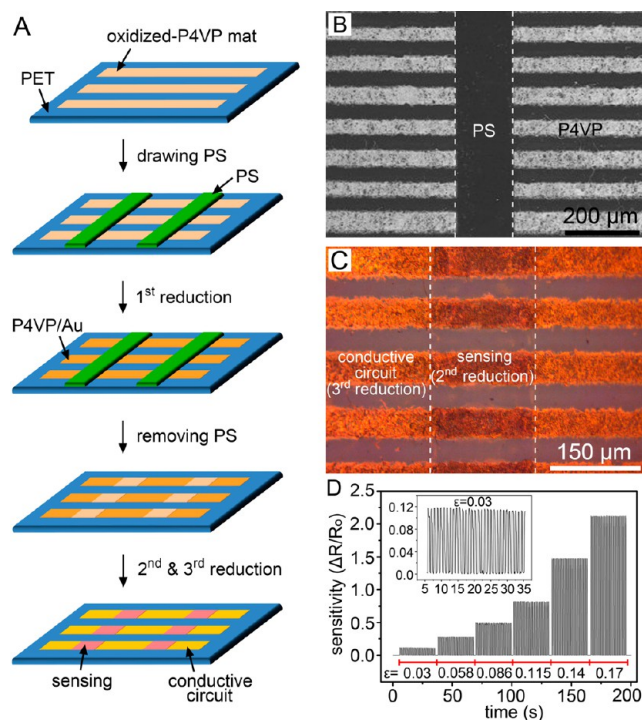 A
oxidized-P4VP mat
PET
drawing PS
PS
1st reduction
P4VP/Au
removing PS
2nd & 3rd reduction
sensing
conductive circuit
B
PS
P4VP
200 μm
C
conductive circuit (3rd reduction)
sensing (2nd reduction)
150 μm
D
sensitivity (ΔR/Ro)
2.5
2.0
1.5
1.0
0.5
0.0
ε=0.03
0.12
0.08
0.04
0.0
5 10 15 20 25 30 35
ε= 0.03 0.058 0.086 0.115 0.14 0.17
0 50 100 150 200
time (s)